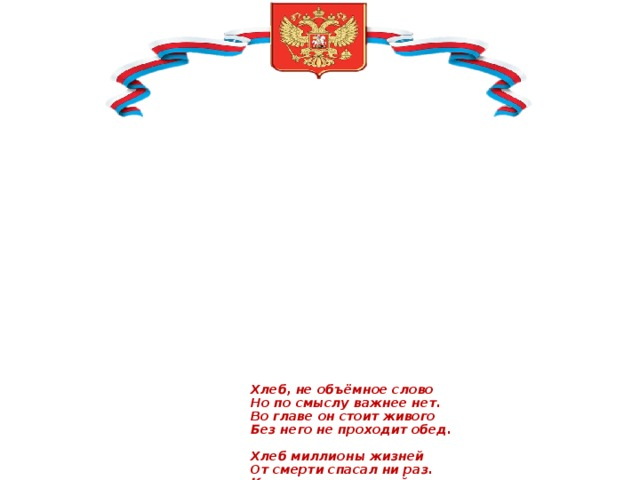 Хлеб, не объёмное слово
Но по смыслу важнее нет.
Во главе он стоит живого
Без него не проходит обед.

Хлеб миллионы жизней
От смерти спасал ни раз.